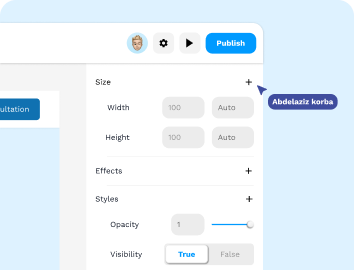 Publish
Size
Abdelaziz korba
ultation
Width 100 Auto
Height 100 Auto
Effects
Styles
Opacity 1
Visibility True False